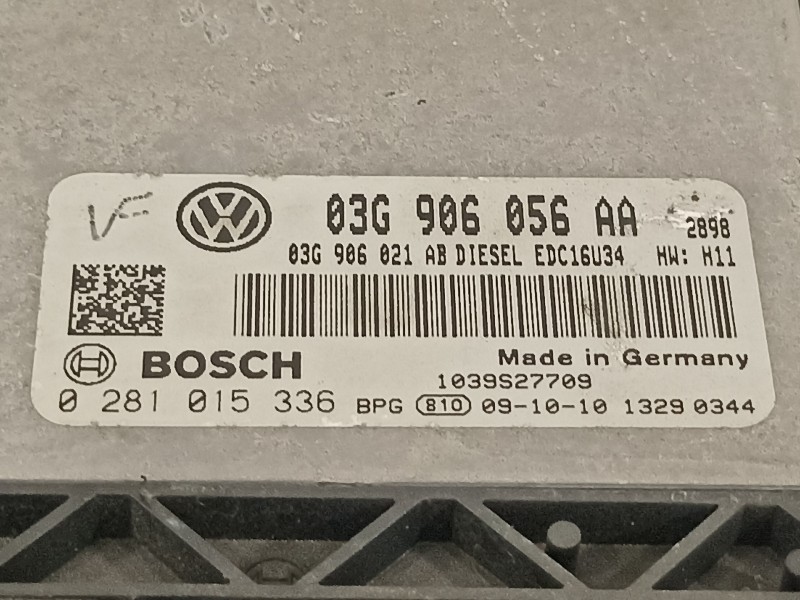 VF
03G 906 056 AA 2898
03G 906 021 AB DIESEL EDC16U34 HW: H11
BOSCH
Made in Germany
1039S27709
0 281 015 336 BPG 810 09-10-10 1329 0344